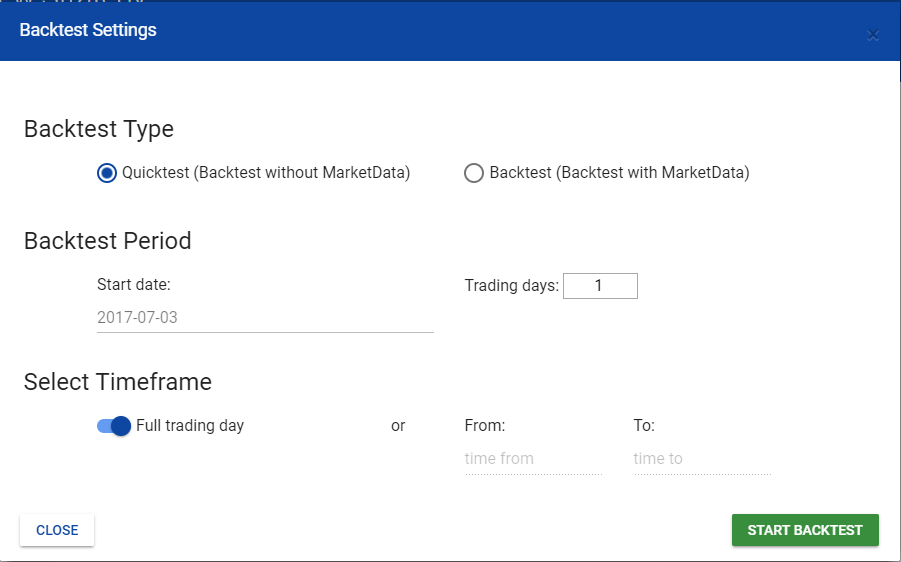 Backtest Settings
×
Backtest Type
Quicktest (Backtest without MarketData) Backtest (Backtest with MarketData)
Backtest Period
Start date: Trading days: 1
2017-07-03
Select Timeframe
Full trading day or From: To:
time from time to
CLOSE START BACKTEST